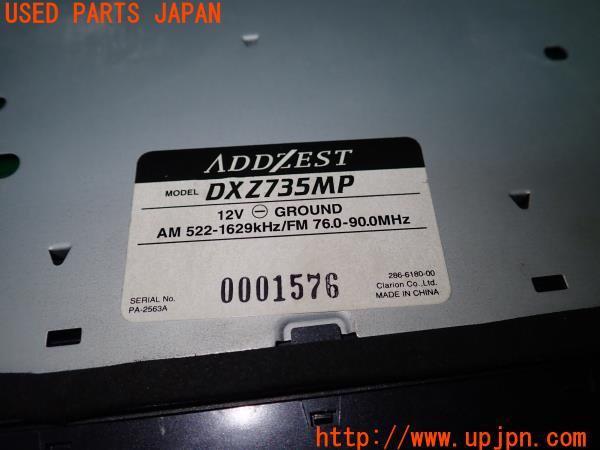 USED PARTS JAPAN
ADDZEST
MODEL DXZ735MP
12V ⊖ GROUND
AM 522-1629kHz/FM 76.0-90.0MHz
0001576
SERIAL No.
PA-2563A
286-6180-00
Clarion Co.,Ltd.
MADE IN CHINA
http://www.upjpn.com/